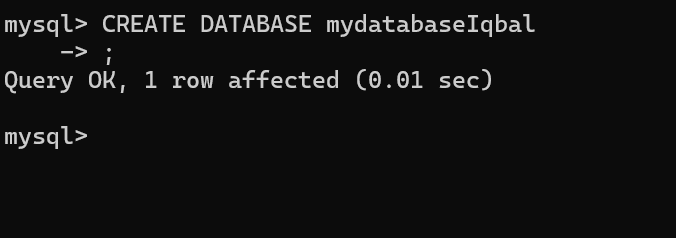 mysql> CREATE DATABASE mydatabaseIqbal
    -> ;
Query OK, 1 row affected (0.01 sec)
mysql>